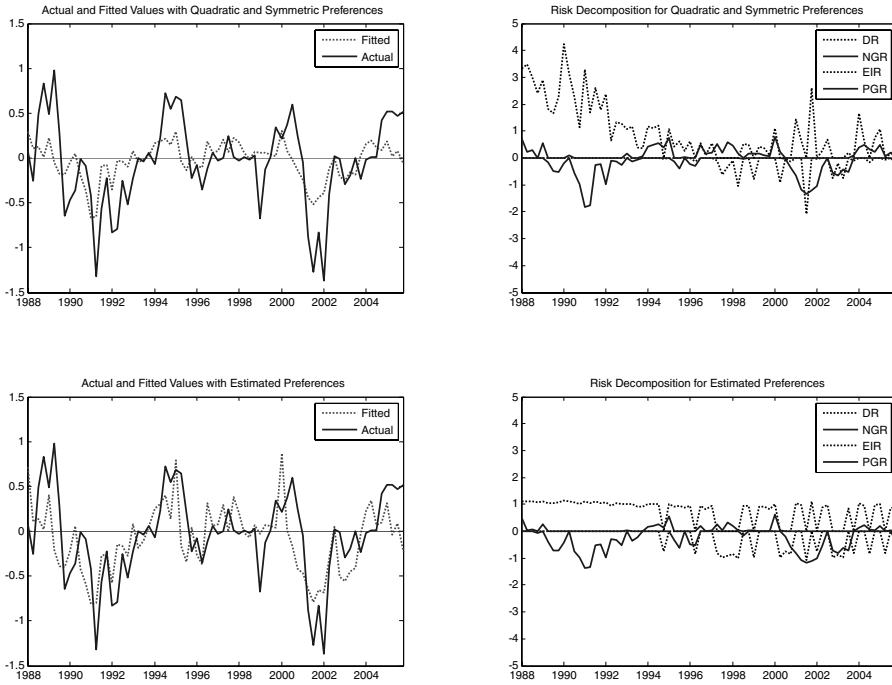 Actual and Fitted Values with Quadratic and Symmetric Preferences
1.5
1
0.5
0
-0.5
-1
-1.5
1988 1990 1992 1994 1996 1998 2000 2002 2004
Fitted
Actual
Risk Decomposition for Quadratic and Symmetric Preferences
5
4
3
2
1
0
-1
-2
-3
-4
-5
1988 1990 1992 1994 1996 1998 2000 2002 2004
DR
NGR
EIR
PGR
Actual and Fitted Values with Estimated Preferences
1.5
1
0.5
0
-0.5
-1
-1.5
1988 1990 1992 1994 1996 1998 2000 2002 2004
Fitted
Actual
Risk Decomposition for Estimated Preferences
5
4
3
2
1
0
-1
-2
-3
-4
-5
1988 1990 1992 1994 1996 1998 2000 2002 2004
DR
NGR
EIR
PGR